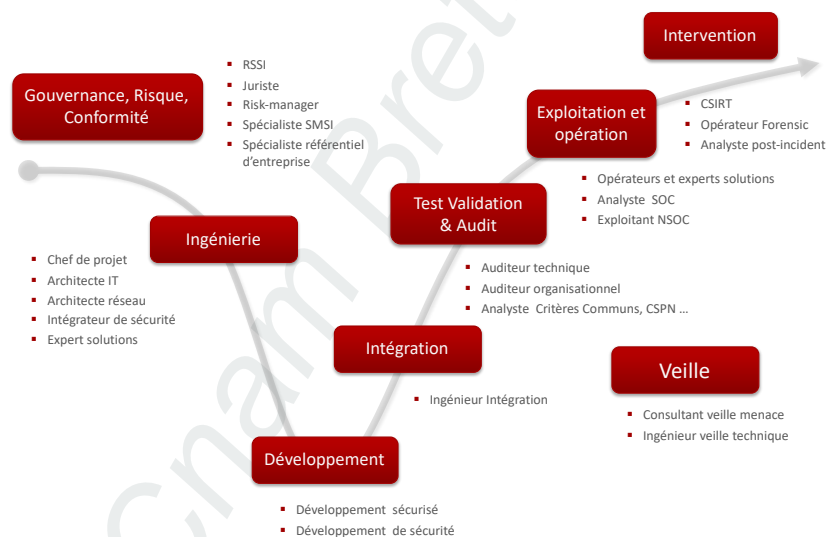 Gouvernance, Risque,
Conformité
▪ RSSI
▪ Juriste
▪ Risk-manager
▪ Spécialiste SMSI
▪ Spécialiste référentiel
d'entreprise
Ingénierie
▪ Chef de projet
▪ Architecte IT
▪ Architecte réseau
▪ Intégrateur de sécurité
▪ Expert solutions
Développement
▪ Développement sécurisé
▪ Développement de sécurité
Intégration
▪ Ingénieur Intégration
Test Validation
& Audit
▪ Auditeur technique
▪ Auditeur organisationnel
▪ Analyste Critères Communs, CSPN ...
Exploitation et
opération
▪ Opérateurs et experts solutions
▪ Analyste SOC
▪ Exploitant NSOC
Intervention
▪ CSIRT
▪ Opérateur Forensic
▪ Analyste post-incident
Veille
▪ Consultant veille menace
▪ Ingénieur veille technique
Cnam Bret